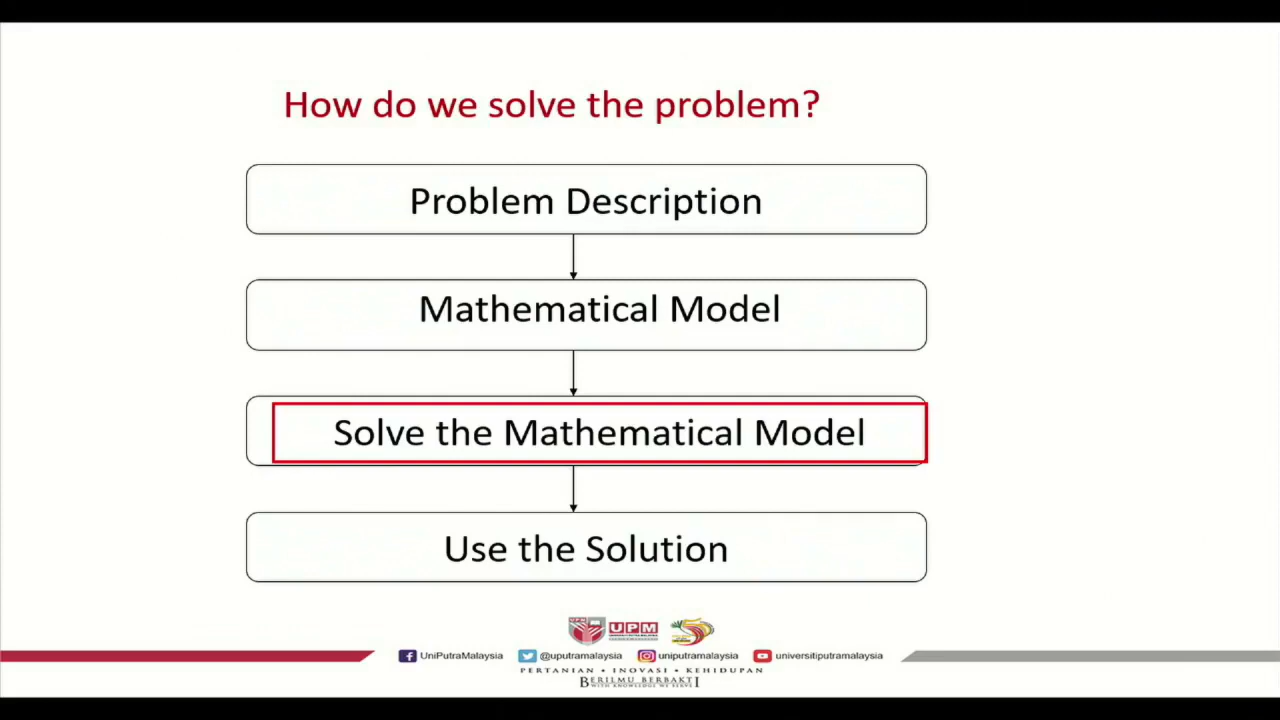 How do we solve the problem?
Problem Description
Mathematical Model
Solve the Mathematical Model
Use the Solution
UPM
UPM
UniPutraMalaysia @uputramalaysia uniputramalaysia universitiputramalaysia
PERTANIAN • INOVASI • KEHIDUPAN
BERILMU BERBAKTI
WITH KNOWLEDGE WE SERVE